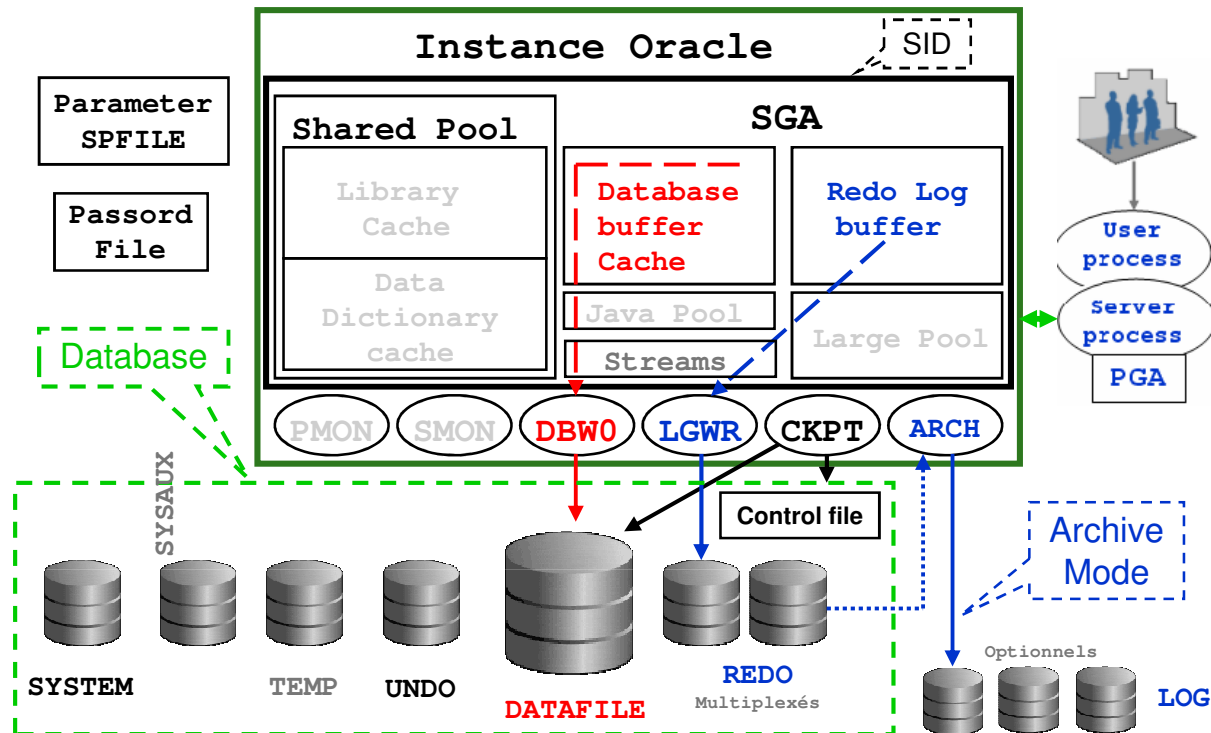 Instance Oracle
SID
Parameter
SPFILE
Passord
File
Shared Pool
SGA
Library
Cache
Data
Dictionary
cache
Database
buffer
Cache
Redo Log
buffer
Java Pool
Streams
Large Pool
User
process
Server
process
PGA
Database
PMON
SMON
DBW0
LGWR
CKPT
ARCH
SYSAUX
Control file
Archive
Mode
SYSTEM
TEMP
UNDO
DATAFILE
REDO
Multiplexés
Optionnels
LOG